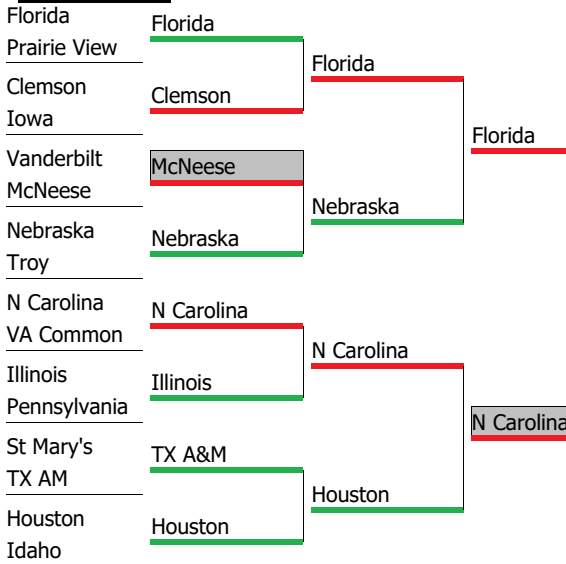 Florida
Prairie View
Clemson
Iowa
Vanderbilt
McNeese
Nebraska
Troy
N Carolina
VA Common
Illinois
Pennsylvania
St Mary's
TX AM
Houston
Idaho
Florida
Clemson
McNeese
Nebraska
N Carolina
Illinois
TX A&M
Houston
Florida
Nebraska
N Carolina
Houston
Florida
N Carolina